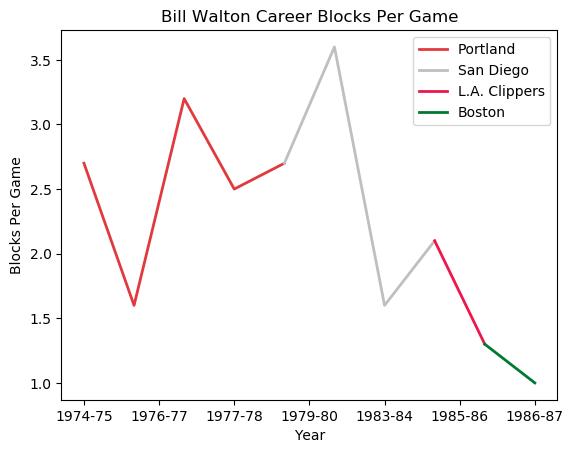 Bill Walton Career Blocks Per Game
Portland
San Diego
L.A. Clippers
Boston
3.5
3.0
2.5
2.0
1.5
1.0
Blocks Per Game
1974-75 1976-77 1977-78 1979-80 1983-84 1985-86 1986-87
Year